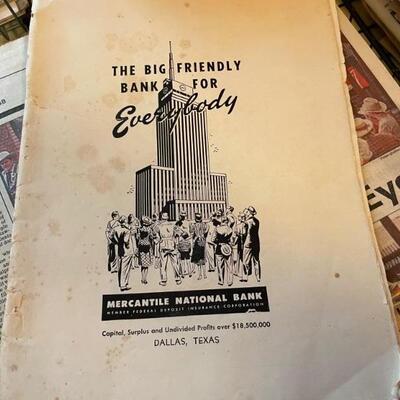 THE BIG FRIENDLY
BANK FOR
Everybody
MERCANTILE NATIONAL BANK
MEMBER FEDERAL DEPOSIT INSURANCE CORPORATION
Capital, Surplus and Undivided Profits over $18,500,000
DALLAS, TEXAS
Eye